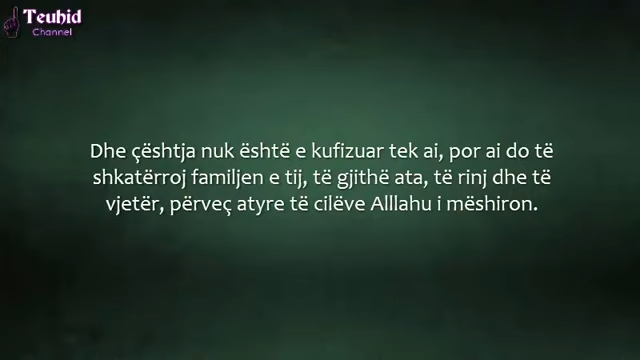 Teuhid
Channel
Dhe çështja nuk është e kufizuar tek ai, por ai do të
shkatërroj familjen e tij, të gjithë ata, të rinj dhe të
vjetër, përveç atyre të cilëve Alllahu i mëshiron.